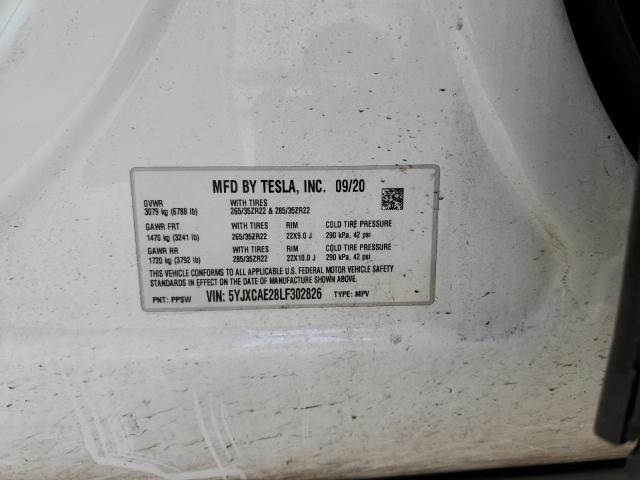 MFD BY TESLA, INC. 09/20
GVWR
3079 kg (6788 lb)
WITH TIRES
265/35ZR22 & 285/35ZR22
GAWR FRT
1470 kg (3241 lb)
WITH TIRES
265/35ZR22
RIM
22X9.0 J
COLD TIRE PRESSURE
290 kPa, 42 psi
GAWR RR
1720 kg (3792 lb)
WITH TIRES
285/35ZR22
RIM
22X10.0 J
COLD TIRE PRESSURE
290 kPa, 42 psi
THIS VEHICLE CONFORMS TO ALL APPLICABLE U.S. FEDERAL MOTOR VEHICLE SAFETY
STANDARDS IN EFFECT ON THE DATE OF MANUFACTURE SHOWN ABOVE.
PNT: PPSW VIN: 5YJXCAE28LF302826 TYPE: MPV